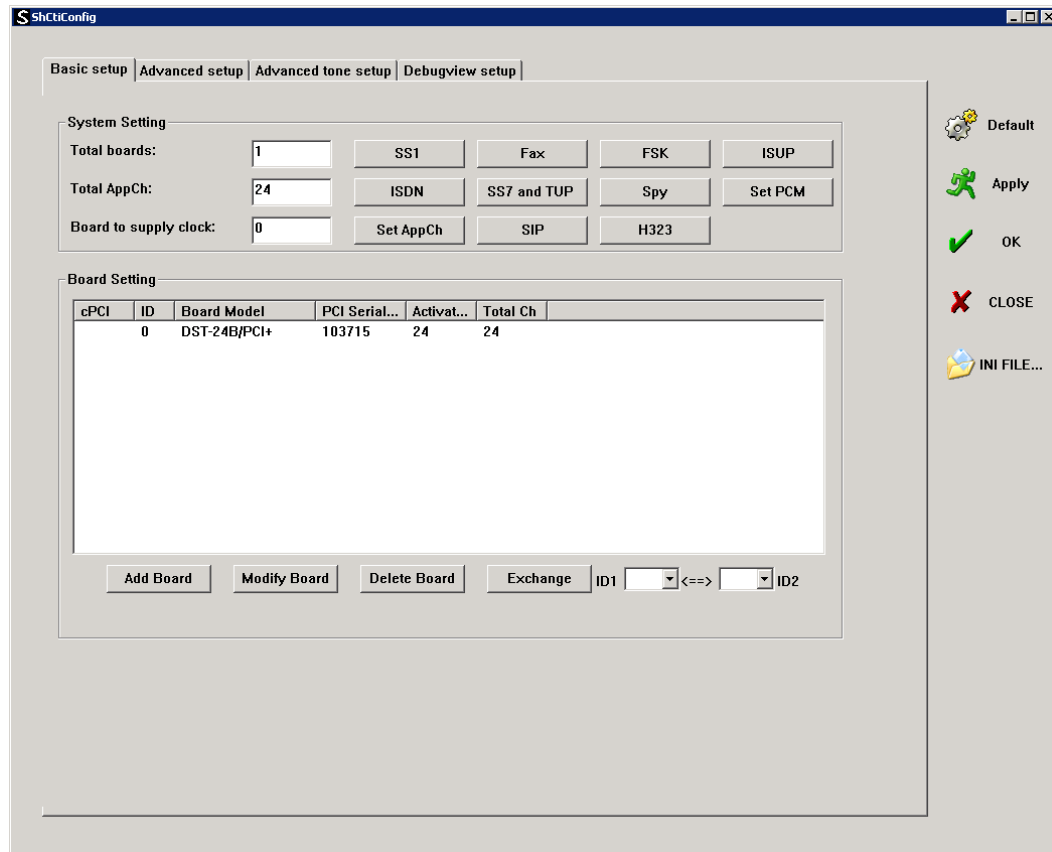 ShCtiConfig
Basic setup Advanced setup Advanced tone setup Debugview setup
System Setting
Total boards: 1 SS1 Fax FSK ISUP
Total AppCh: 24 ISDN SS7 and TUP Spy Set PCM
Board to supply clock: 0 Set AppCh SIP H323
Board Setting
cPCI ID Board Model PCI Serial... Activat... Total Ch
0 DST-24B/PCI+ 103715 24 24
Add Board Modify Board Delete Board Exchange ID1 <==> ID2
Default
Apply
OK
CLOSE
INI FILE...